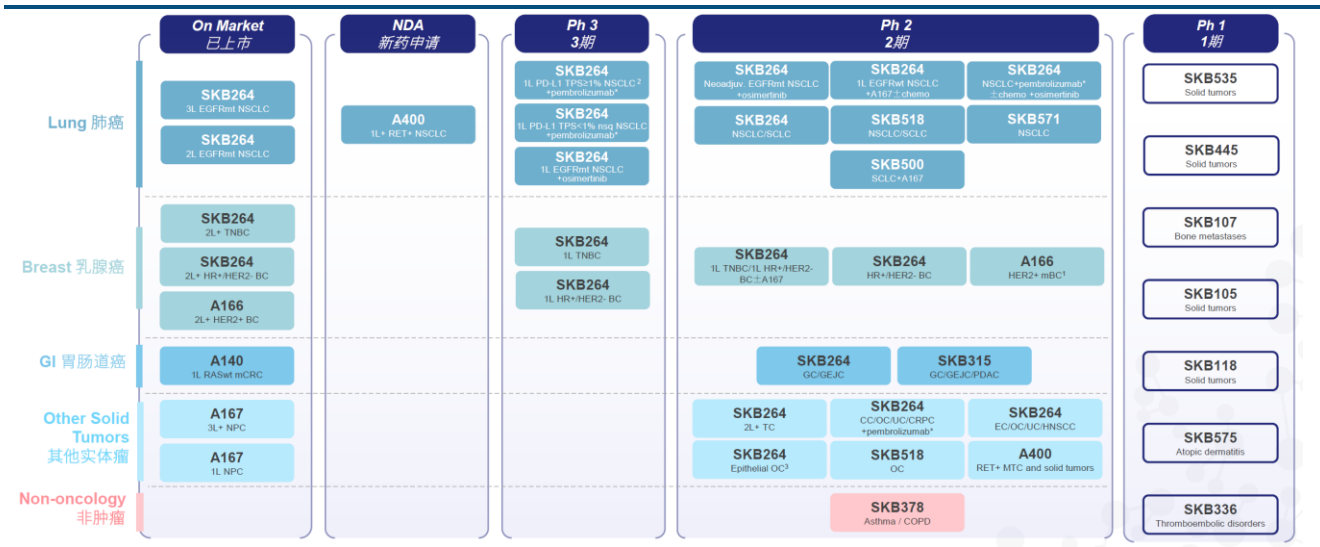 On Market
已上市
NDA
新药申请
Ph 3
3期
Ph 2
2期
Ph 1
1期
Lung 肺癌
SKB264
3L EGFRmt NSCLC
SKB264
2L EGFRmt NSCLC
A400
1L+ RET+ NSCLC
SKB264
1L PD-L1 TPS≥1% NSCLC²
+pembrolizumab*
SKB264
1L PD-L1 TPS<1% nsq NSCLC
+pembrolizumab*
SKB264
1L EGFRmt NSCLC
+osimertinib
SKB264
Neoadjuv. EGFRmt NSCLC
+osimertinib
SKB264
1L EGFRwt NSCLC
+A167±chemo
SKB264
NSCLC+pembrolizumab*
±chemo +osimertinib
SKB264
NSCLC/SCLC
SKB518
NSCLC/SCLC
SKB571
NSCLC
SKB500
SCLC+A167
Breast 乳腺癌
SKB264
2L+ TNBC
SKB264
2L+ HR+/HER2- BC
A166
2L+ HER2+ BC
SKB264
1L TNBC
SKB264
1L HR+/HER2- BC
SKB264
1L TNBC/1L HR+/HER2-
BC±A167
SKB264
HR+/HER2- BC
A166
HER2+ mBC¹
GI 胃肠道癌
A140
1L RASwt mCRC
SKB264
GC/GEJC
SKB315
GC/GEJC/PDAC
Other Solid
Tumors
其他实体瘤
A167
3L+ NPC
A167
1L NPC
SKB264
2L+ TC
SKB264
CC/OC/UC/CRPC
+pembrolizumab*
SKB264
EC/OC/UC/HNSCC
SKB264
Epithelial OC³
SKB518
OC
A400
RET+ MTC and solid tumors
Non-oncology
非肿瘤
SKB378
Asthma / COPD
SKB535
Solid tumors
SKB445
Solid tumors
SKB107
Bone metastases
SKB105
Solid tumors
SKB118
Solid tumors
SKB575
Atopic dermatitis
SKB336
Thromboembolic disorders